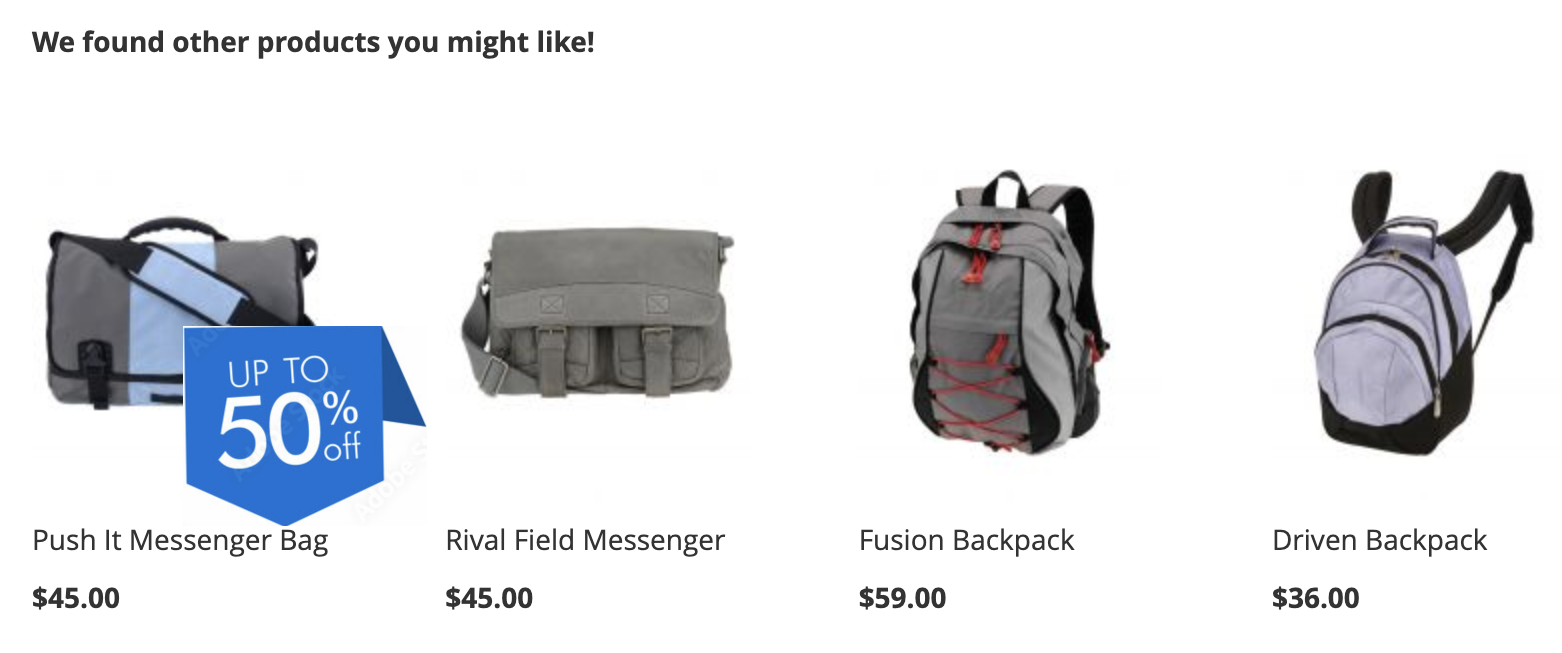 We found other products you might like!
UP TO
50%
off
Push It Messenger Bag
$45.00
Rival Field Messenger
$45.00
Fusion Backpack
$59.00
Driven Backpack
$36.00